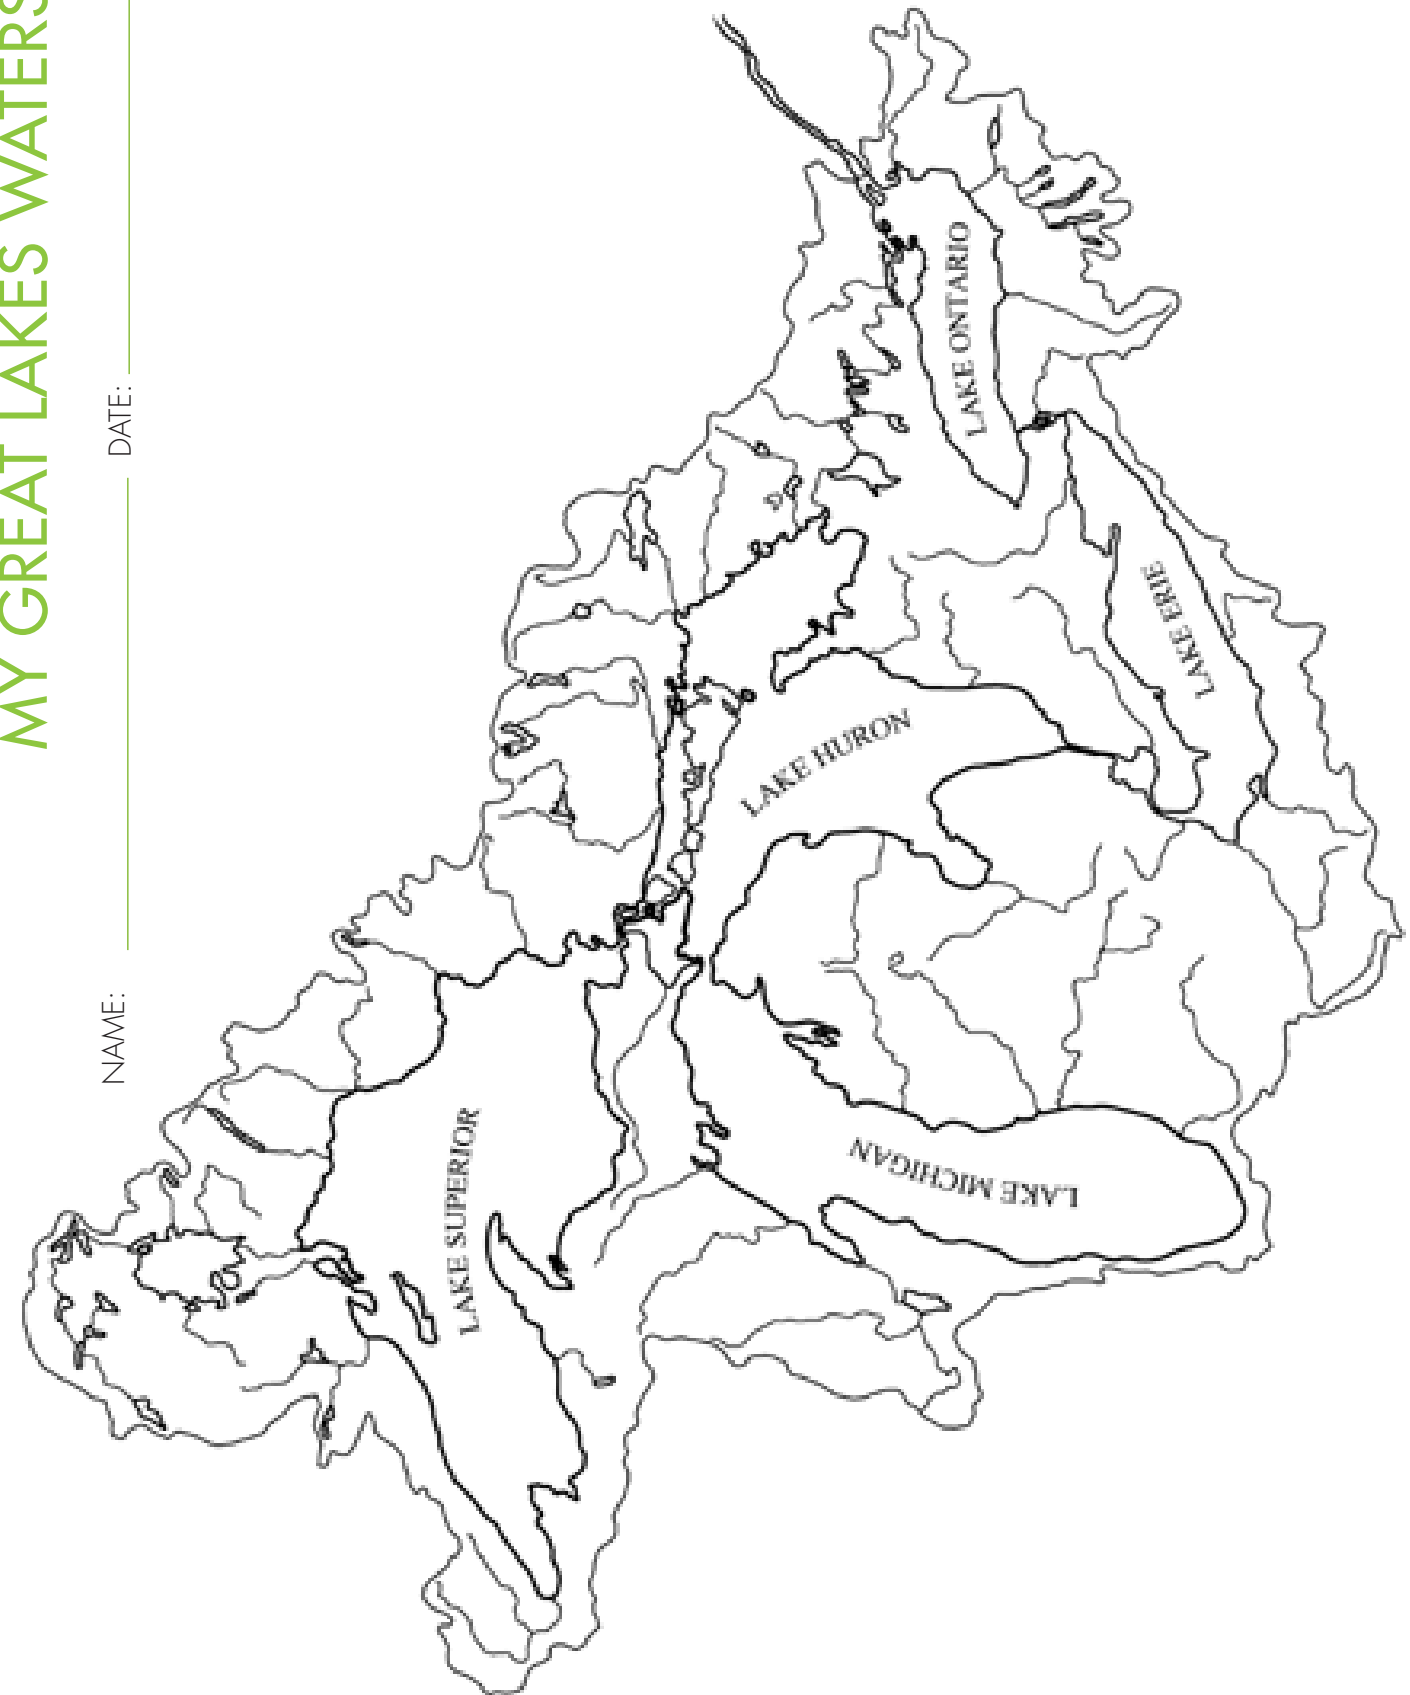 MY GREAT LAKES WATERS
NAME: DATE:
LAKE SUPERIOR
LAKE MICHIGAN
LAKE HURON
LAKE ERIE
LAKE ONTARIO